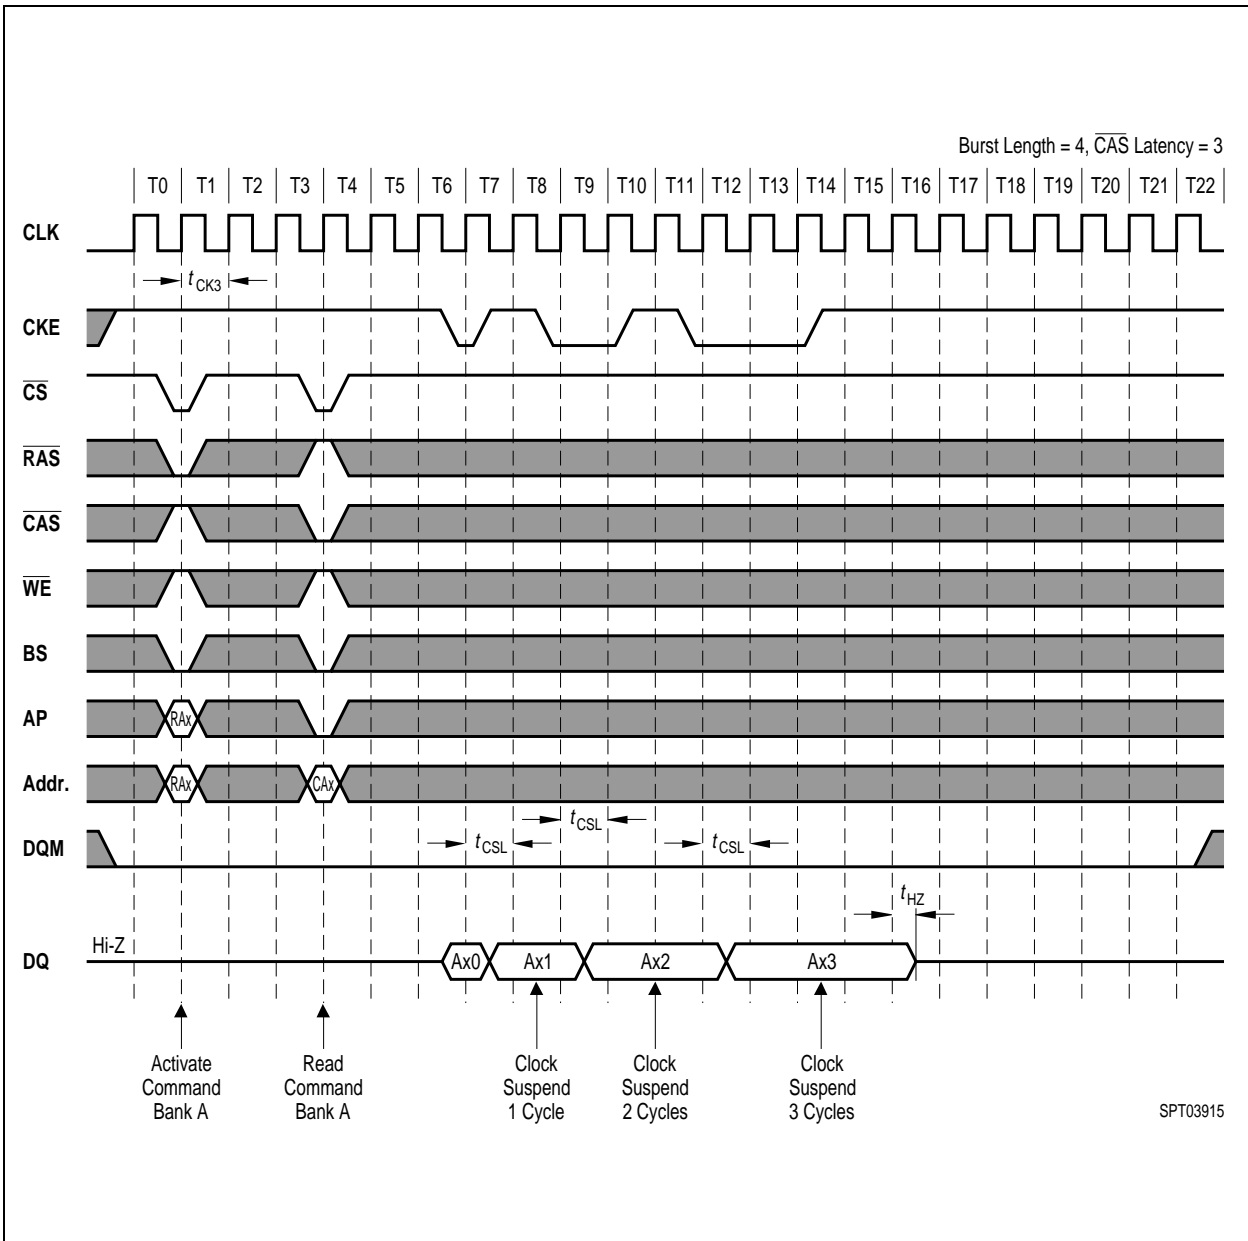 Burst Length = 4, CAS Latency = 3
T0 T1 T2 T3 T4 T5 T6 T7 T8 T9 T10 T11 T12 T13 T14 T15 T16 T17 T18 T19 T20 T21 T22
CLK
tCK3
CKE
CS
RAS
CAS
WE
BS
AP RAx
Addr. RAx CAx
tCSL
DQM tCSL tCSL
tHZ
Hi-Z
DQ Ax0 Ax1 Ax2 Ax3
Activate Command Bank A
Read Command Bank A
Clock Suspend 1 Cycle
Clock Suspend 2 Cycles
Clock Suspend 3 Cycles
SPT03915